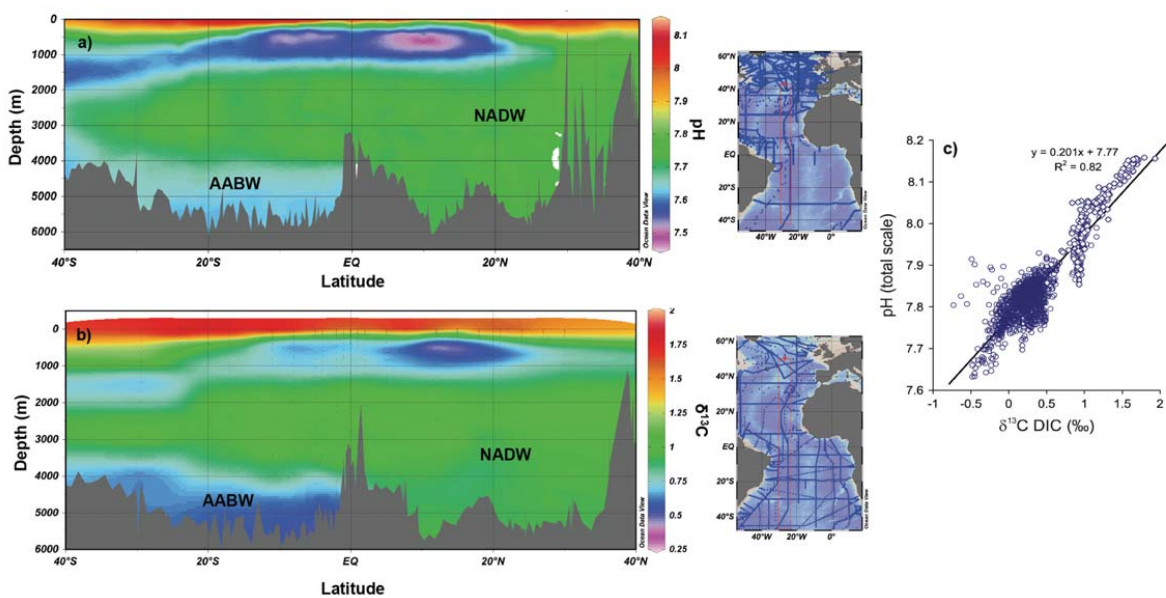 a)
0
1000
2000
3000
4000
5000
6000
Depth (m)
NADW
AABW
40°S
20°S
EQ
20°N
40°N
Latitude
Ocean Data View
8.1
8
7.9
7.8
7.7
7.6
7.5
pH
60°N
40°N
20°N
EQ
20°S
40°S
40°W
20°W
0°
b)
0
1000
2000
3000
4000
5000
6000
Depth (m)
NADW
AABW
40°S
20°S
EQ
20°N
40°N
Latitude
Ocean Data View
2
1.75
1.5
1.25
1
0.75
0.5
0.25
δ¹³C
60°N
40°N
20°N
EQ
20°S
40°S
40°W
20°W
0°
c)
y = 0.201x + 7.77
R² = 0.82
8.2
8.1
8.0
7.9
7.8
7.7
7.6
pH (total scale)
-1
-0.5
0
0.5
1
1.5
2
δ¹³C DIC (‰)